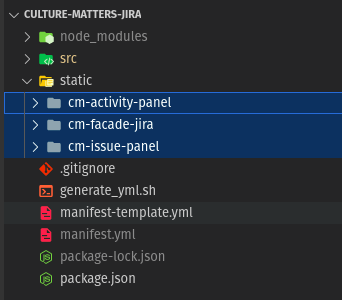 CULTURE-MATTERS-JIRA
node_modules
src
static
cm-activity-panel
cm-facade-jira
cm-issue-panel
.gitignore
generate_yml.sh
manifest-template.yml
manifest.yml
package-lock.json
package.json